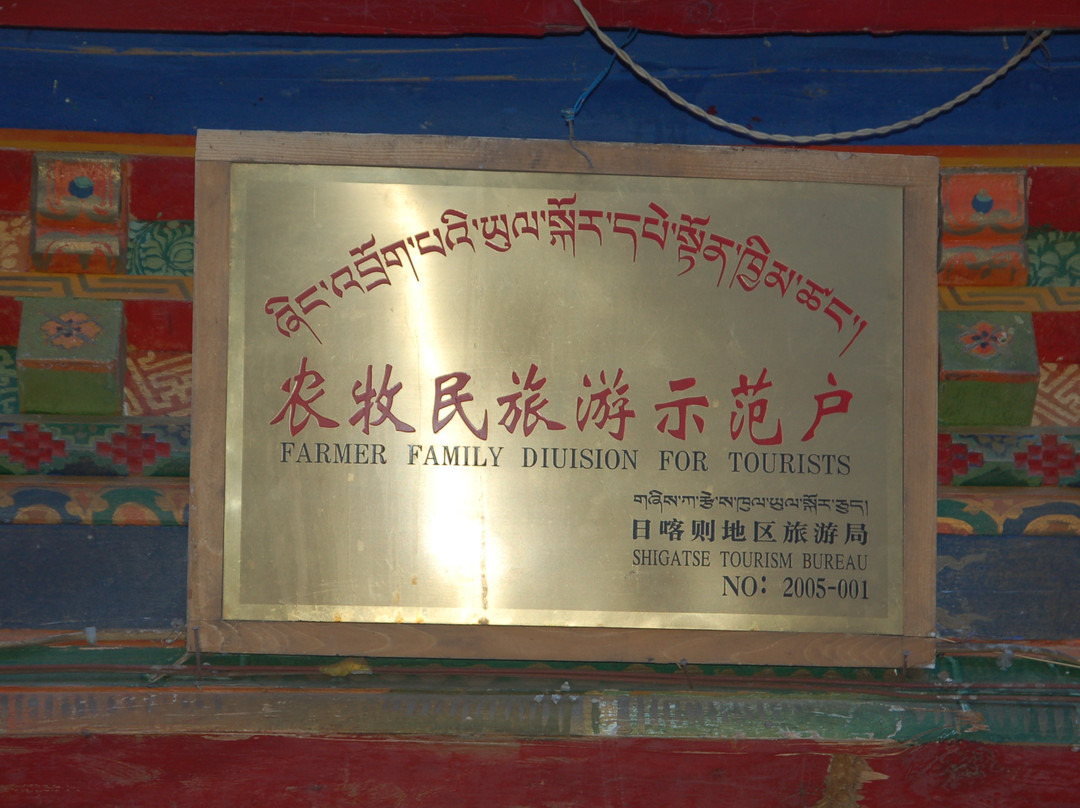 ཞིང་འབྲོག་པའི་ཡུལ་སྐོར་དཔེ་སྟོན་ཁྱིམ་ཚང་།
农牧民旅游示范户
FARMER FAMILY DIUISION FOR TOURISTS
གཞིས་ཀ་རྩེ་ས་ཁུལ་ཡུལ་སྐོར་རྩུད།
日喀则地区旅游局
SHIGATSE TOURISM BUREAU
NO: 2005-001